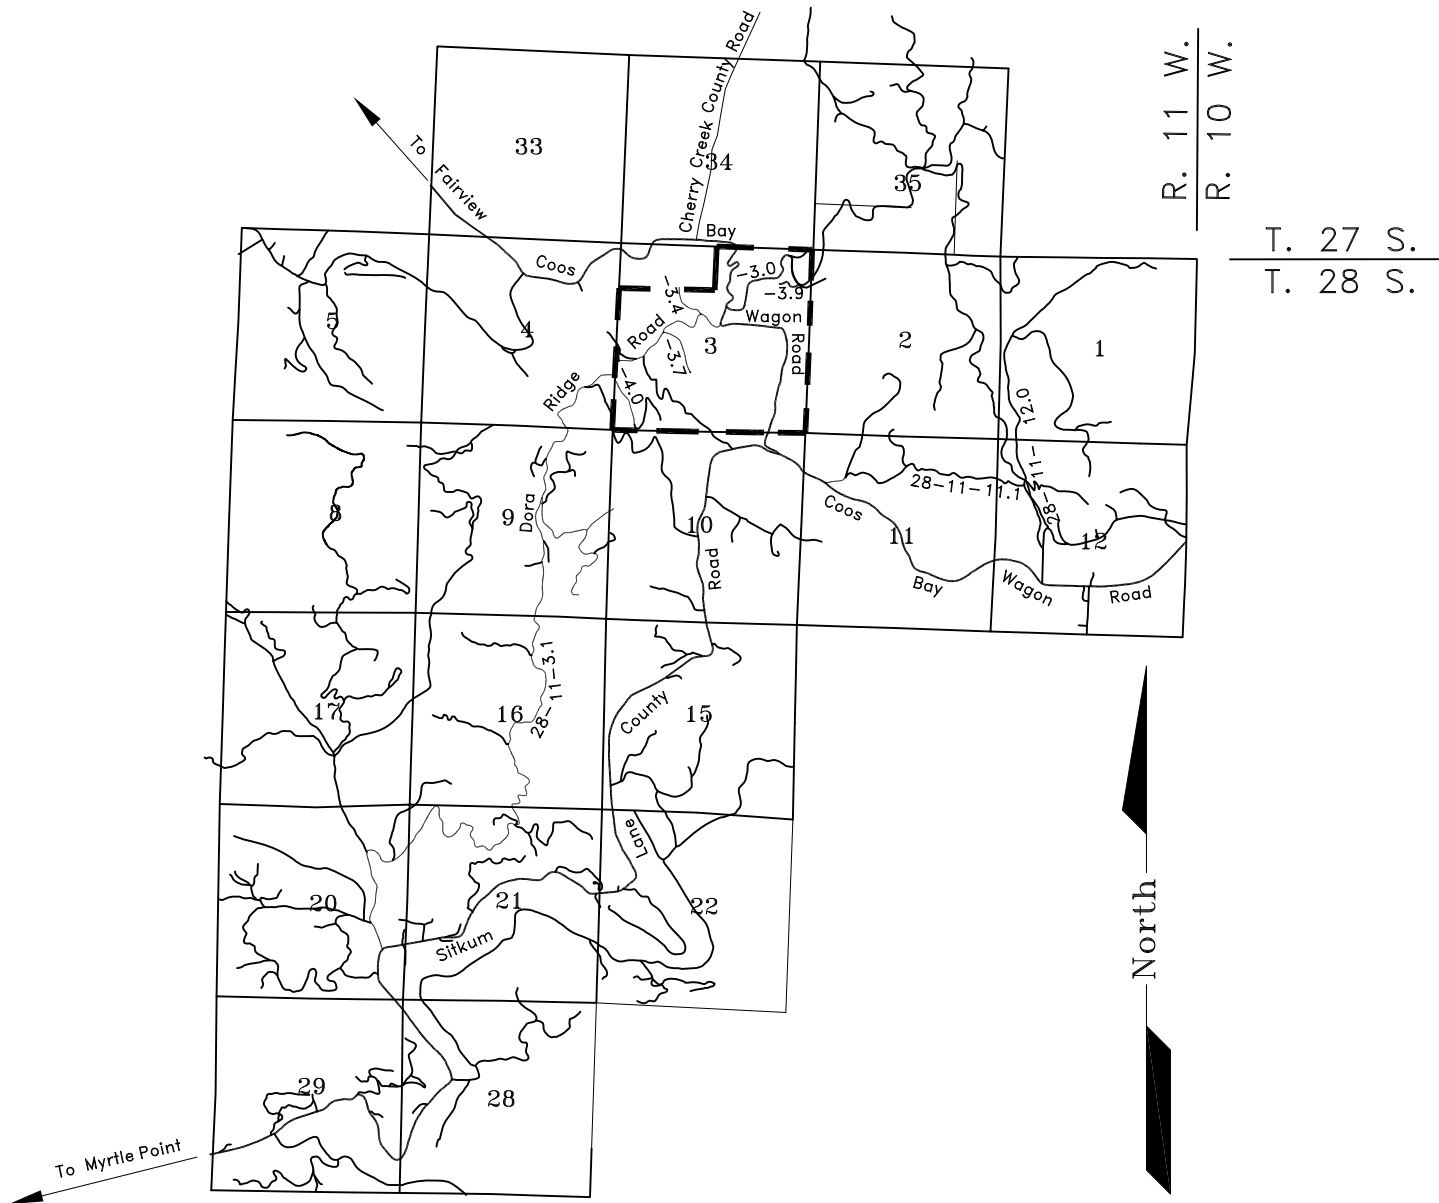 R. 11 W.
R. 10 W.
T. 27 S.
T. 28 S.
33
34
35
Cherry Creek County Road
To Fairview
Coos
Bay
Wagon
Road
-3.0
-3.9
-3.4
-3.7
-4.0
Road
Ridge
Dora
5
4
3
2
1
12.0
28-11-
28-11-11.1
8
9
10
11
12
Coos
Bay
Wagon
Road
Road
28-11-3.1
17
16
15
County
Lane
20
21
22
Sitkum
29
28
To Myrtle Point
North